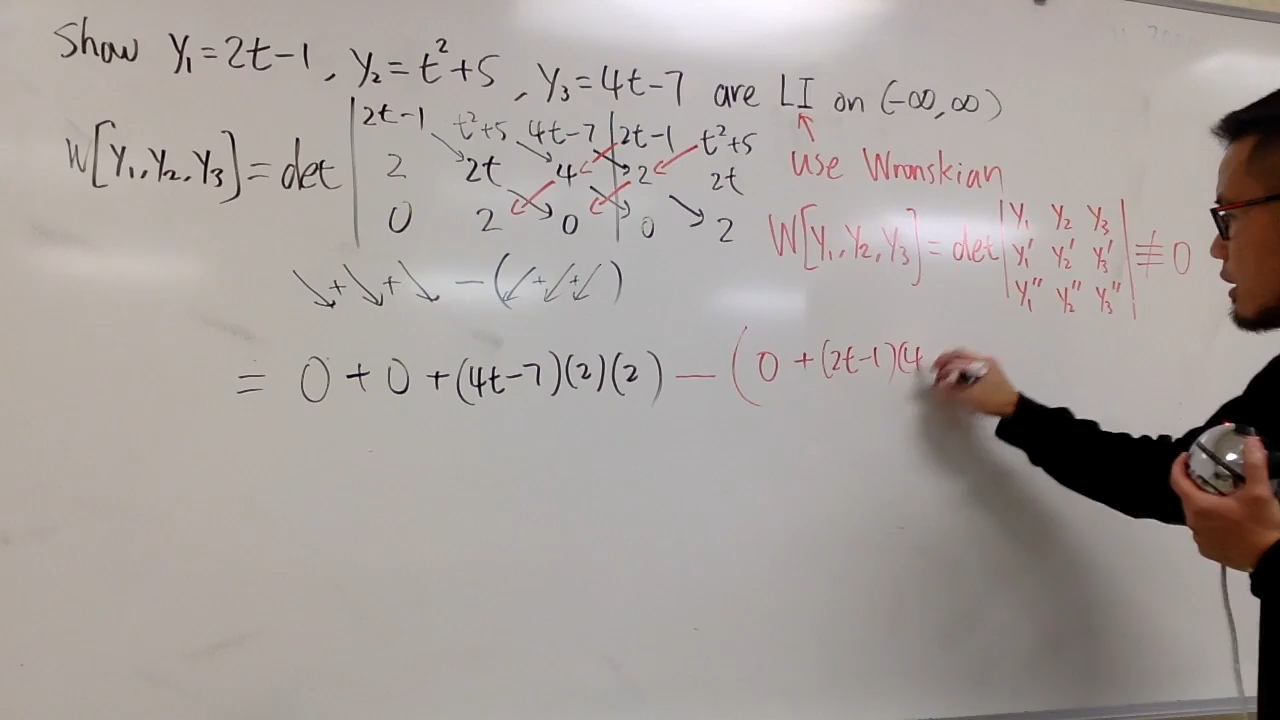 Show y₁=2t-1, y₂=t²+5, y₃=4t-7 are LI on (-∞,∞)
use Wronskian
W[y₁,y₂,y₃]=det | 2t-1 t²+5 4t-7 | 2t-1 t²+5
2 2t 4 | 2 2t
0 2 0 | 0 2
W[y₁,y₂,y₃]=det | y₁ y₂ y₃ | ≢ 0
y₁' y₂' y₃'
y₁'' y₂'' y₃''
↘+↘+↘ -(↙+↙+↙)
= 0+0+(4t-7)(2)(2) - (0+(2t-1)(4